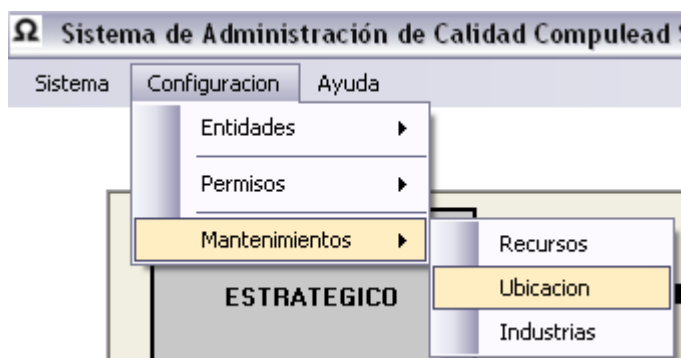 Ω Sistema de Administración de Calidad Compulead
Sistema Configuracion Ayuda
Entidades
Permisos
Mantenimientos
Recursos
Ubicacion
Industrias
ESTRATEGICO